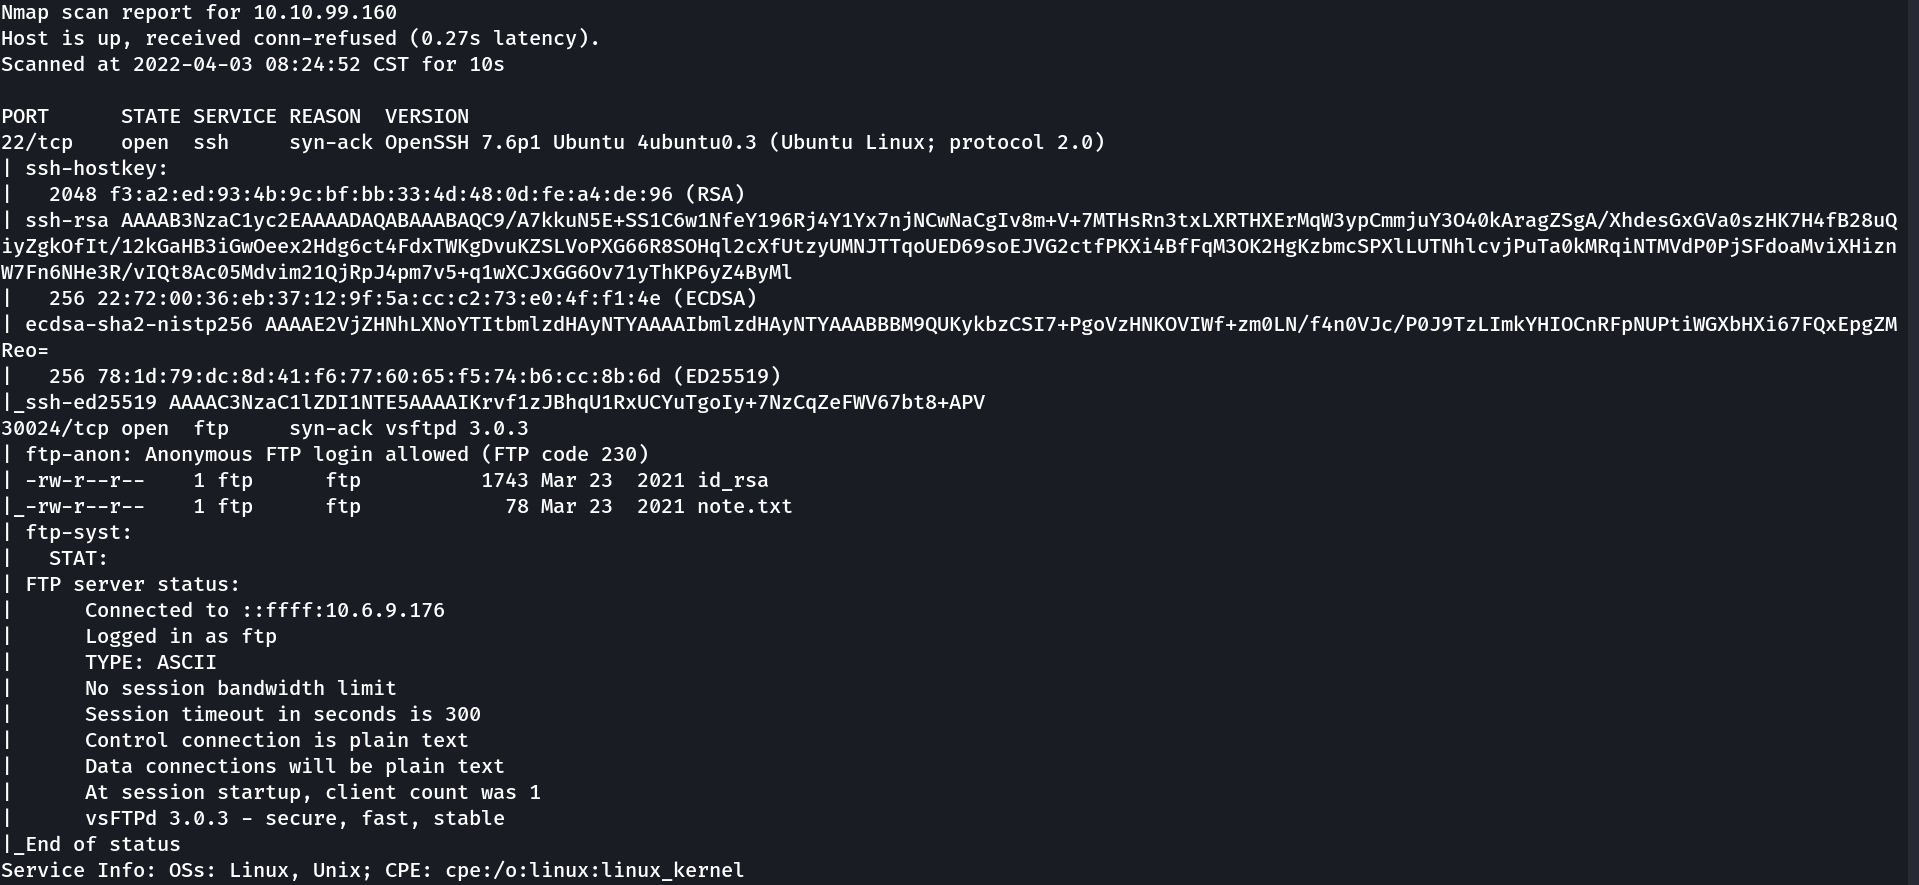 Nmap scan report for 10.10.99.160
Host is up, received conn-refused (0.27s latency).
Scanned at 2022-04-03 08:24:52 CST for 10s
PORT      STATE SERVICE REASON  VERSION
22/tcp    open  ssh     syn-ack OpenSSH 7.6p1 Ubuntu 4ubuntu0.3 (Ubuntu Linux; protocol 2.0)
| ssh-hostkey:
|   2048 f3:a2:ed:93:4b:9c:bf:bb:33:4d:48:0d:fe:a4:de:96 (RSA)
| ssh-rsa AAAAB3NzaC1yc2EAAAADAQABAAABAQC9/A7kkuN5E+SS1C6w1NfeY196Rj4Y1Yx7njNCwNaCgIv8m+V+7MTHsRn3txLXRTHXErMqW3ypCmmjuY3O40kAragZSgA/XhdesGxGVa0szHK7H4fB28uQ
iyZgkOfIt/12kGaHB3iGwOeex2Hdg6ct4FdxTWKgDvuKZSLVoPXG66R8SOHql2cXfUtzyUMNJTTqoUED69soEJVG2ctfPKXi4BfFqM3OK2HgKzbmcSPXlLUTNhlcvjPuTa0kMRqiNTMVdP0PjSFdoaMviXHizn
W7Fn6NHe3R/vIQt8Ac05Mdvim21QjRpJ4pm7v5+q1wXCJxGG6Ov71yThKP6yZ4ByMl
|   256 22:72:00:36:eb:37:12:9f:5a:cc:c2:73:e0:4f:f1:4e (ECDSA)
| ecdsa-sha2-nistp256 AAAAE2VjZHNhLXNoYTItbmlzdHAyNTYAAAAIbmlzdHAyNTYAAABBBM9QUKykbzCSI7+PgoVzHNKOVIWf+zm0LN/f4n0VJc/P0J9TzLImkYHIOCnRFpNUPtiWGXbHXi67FQxEpgZM
Reo=
|   256 78:1d:79:dc:8d:41:f6:77:60:65:f5:74:b6:cc:8b:6d (ED25519)
|_ssh-ed25519 AAAAC3NzaC1lZDI1NTE5AAAAIKrvf1zJBhqU1RxUCYuTgoIy+7NzCqZeFWV67bt8+APV
30024/tcp open  ftp     syn-ack vsftpd 3.0.3
| ftp-anon: Anonymous FTP login allowed (FTP code 230)
| -rw-r--r--    1 ftp      ftp          1743 Mar 23  2021 id_rsa
|_-rw-r--r--    1 ftp      ftp            78 Mar 23  2021 note.txt
| ftp-syst:
|   STAT:
| FTP server status:
|      Connected to ::ffff:10.6.9.176
|      Logged in as ftp
|      TYPE: ASCII
|      No session bandwidth limit
|      Session timeout in seconds is 300
|      Control connection is plain text
|      Data connections will be plain text
|      At session startup, client count was 1
|      vsFTPd 3.0.3 - secure, fast, stable
|_End of status
Service Info: OSs: Linux, Unix; CPE: cpe:/o:linux:linux_kernel